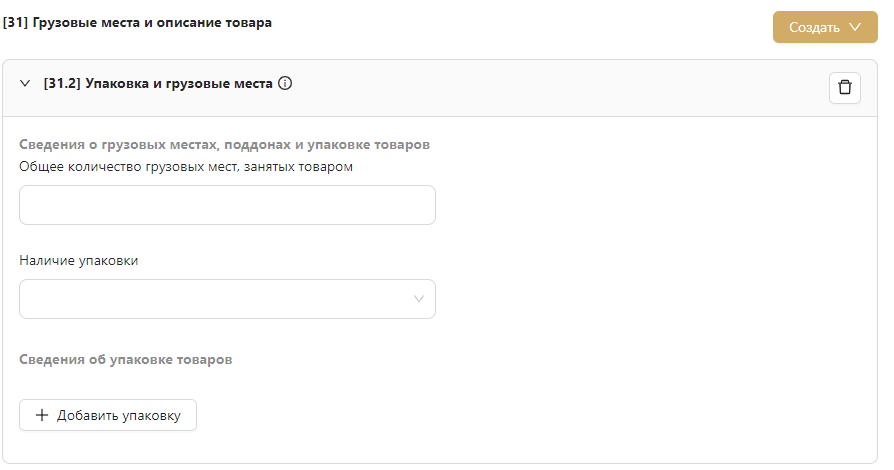 [31] Грузовые места и описание товара
Создать
[31.2] Упаковка и грузовые места
Сведения о грузовых местах, поддонах и упаковке товаров
Общее количество грузовых мест, занятых товаром
Наличие упаковки
Сведения об упаковке товаров
Добавить упаковку